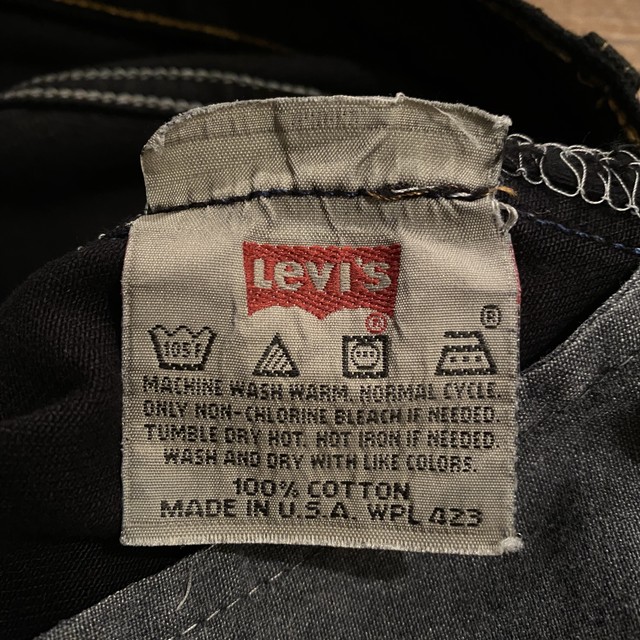 Levi's
®
®
105F
MACHINE WASH WARM. NORMAL CYCLE.
ONLY NON-CHLORINE BLEACH IF NEEDED.
TUMBLE DRY HOT. HOT IRON IF NEEDED.
WASH AND DRY WITH LIKE COLORS.
100% COTTON
MADE IN U.S.A. WPL 423